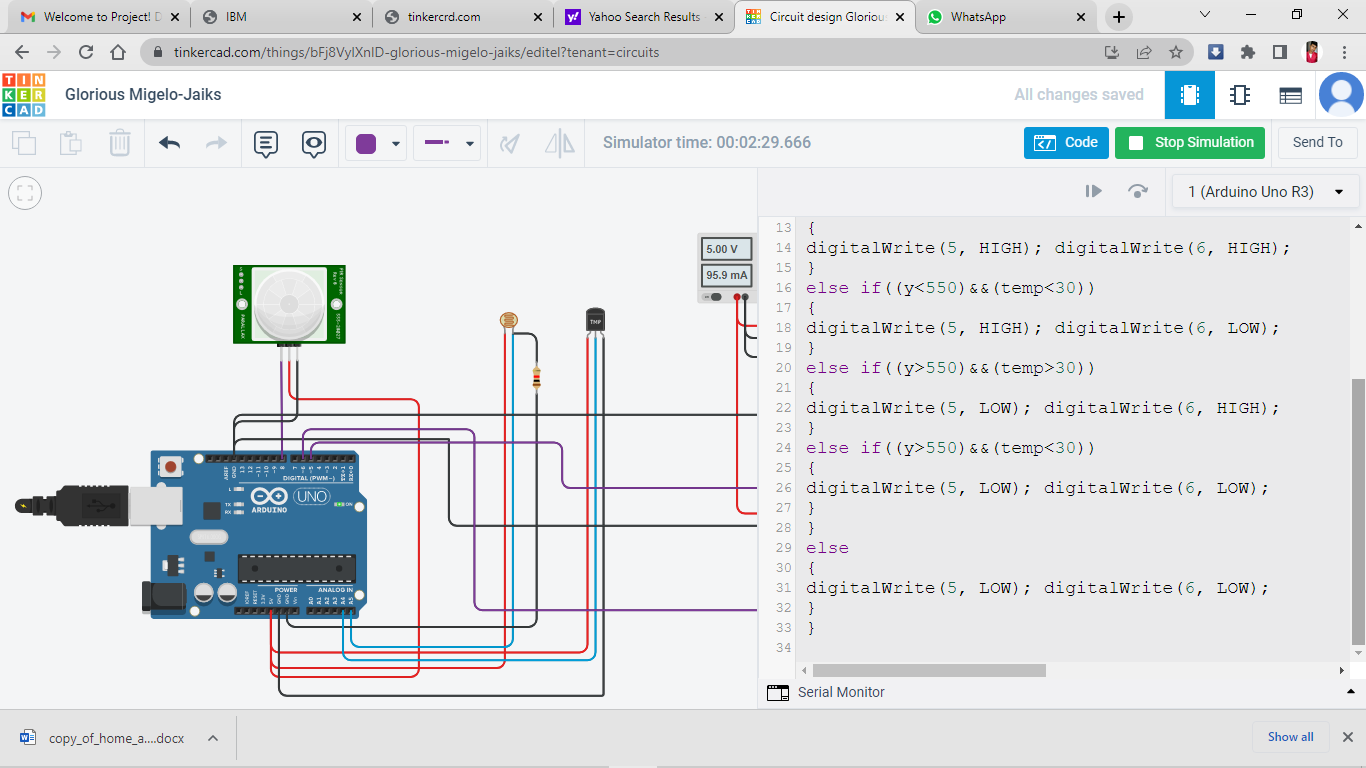 Welcome to Project! D
IBM
tinkercrd.com
Yahoo Search Results
Circuit design Glorious
WhatsApp
tinkercad.com/things/bFj8VyIXnID-glorious-migelo-jaiks/editel?tenant=circuits
TIN
KER
CAD
Glorious Migelo-Jaiks
All changes saved
Simulator time: 00:02:29.666
Code
Stop Simulation
Send To
1 (Arduino Uno R3)
5.00 V
95.9 mA
TMP
DIGITAL (PWM~)
L
TX
RX
UNO
ON
ARDUINO
POWER
ANALOG IN
13 {
14 digitalWrite(5, HIGH); digitalWrite(6, HIGH);
15 }
16 else if((y<550)&&(temp<30))
17 {
18 digitalWrite(5, HIGH); digitalWrite(6, LOW);
19 }
20 else if((y>550)&&(temp>30))
21 {
22 digitalWrite(5, LOW); digitalWrite(6, HIGH);
23 }
24 else if((y>550)&&(temp<30))
25 {
26 digitalWrite(5, LOW); digitalWrite(6, LOW);
27 }
28 }
29 else
30 {
31 digitalWrite(5, LOW); digitalWrite(6, LOW);
32 }
33 }
34
Serial Monitor
copy_of_home_a....docx
Show all